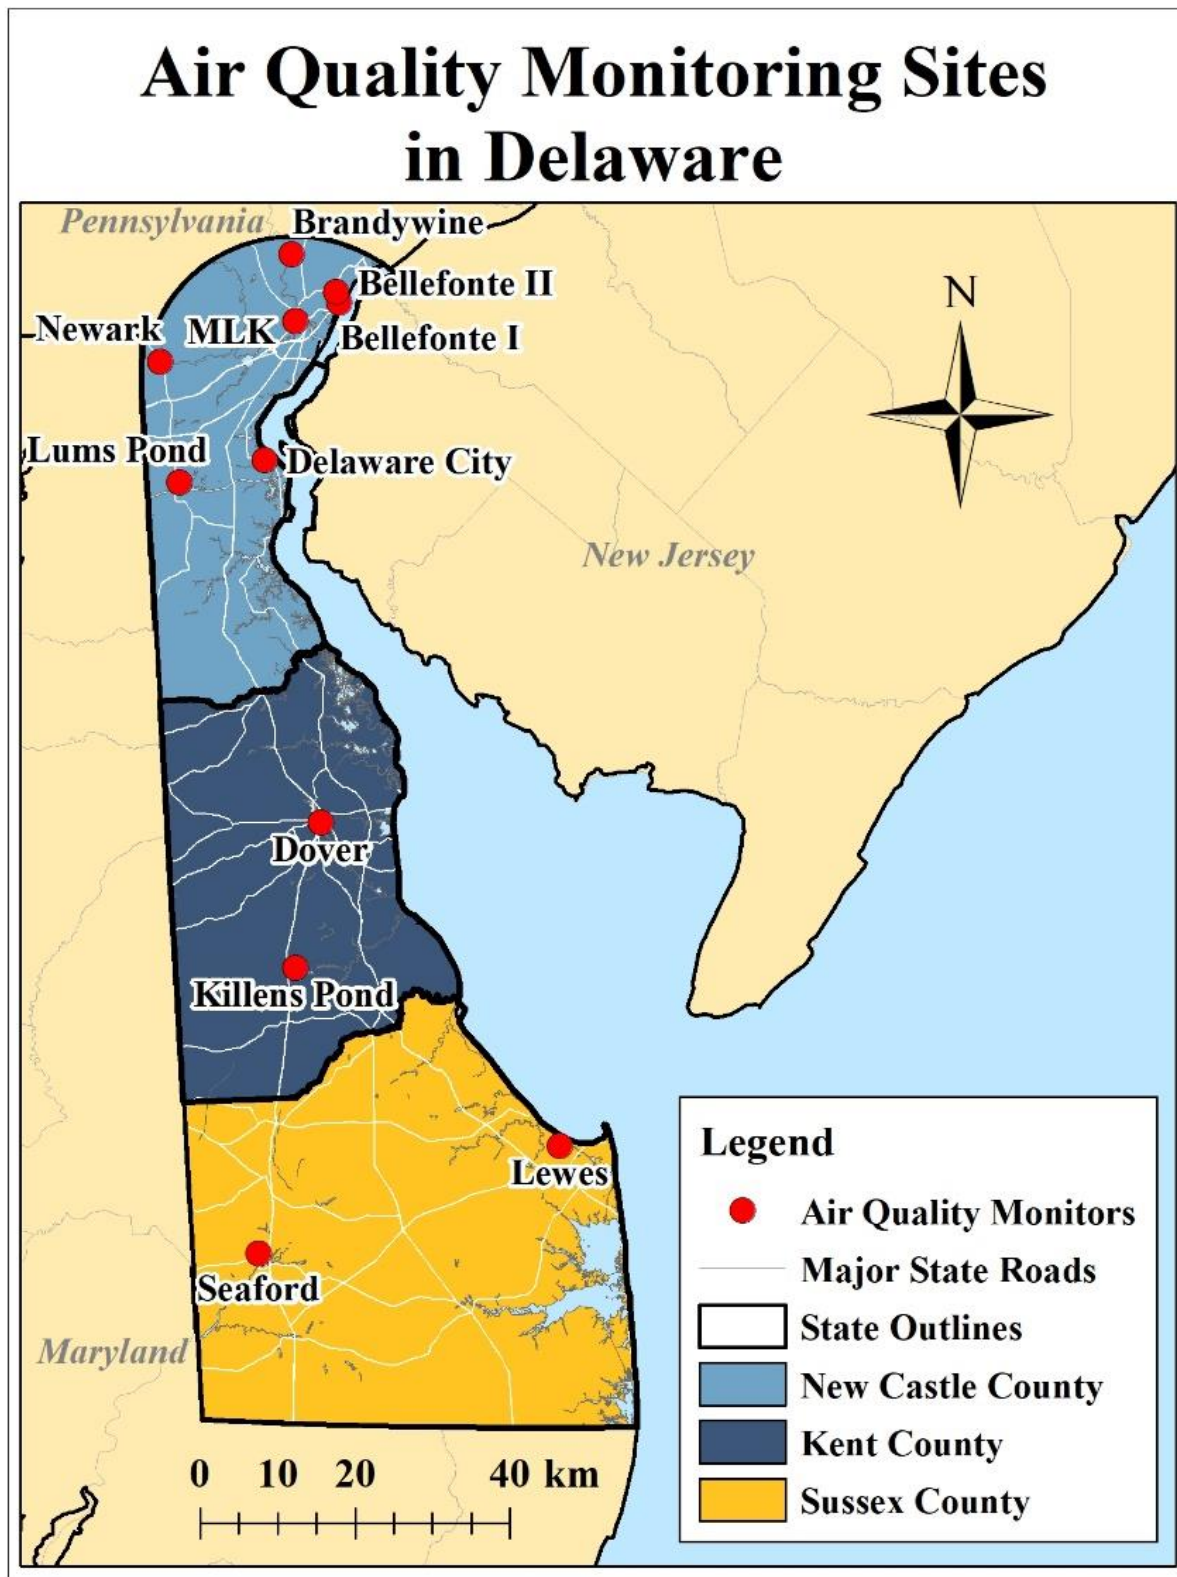 Air Quality Monitoring Sites
in Delaware
Pennsylvania
Brandywine
Bellefonte II
Newark
MLK
Bellefonte I
Lums Pond
Delaware City
N
New Jersey
Dover
Killens Pond
Lewes
Seaford
Maryland
0 10 20 40 km
Legend
Air Quality Monitors
Major State Roads
State Outlines
New Castle County
Kent County
Sussex County